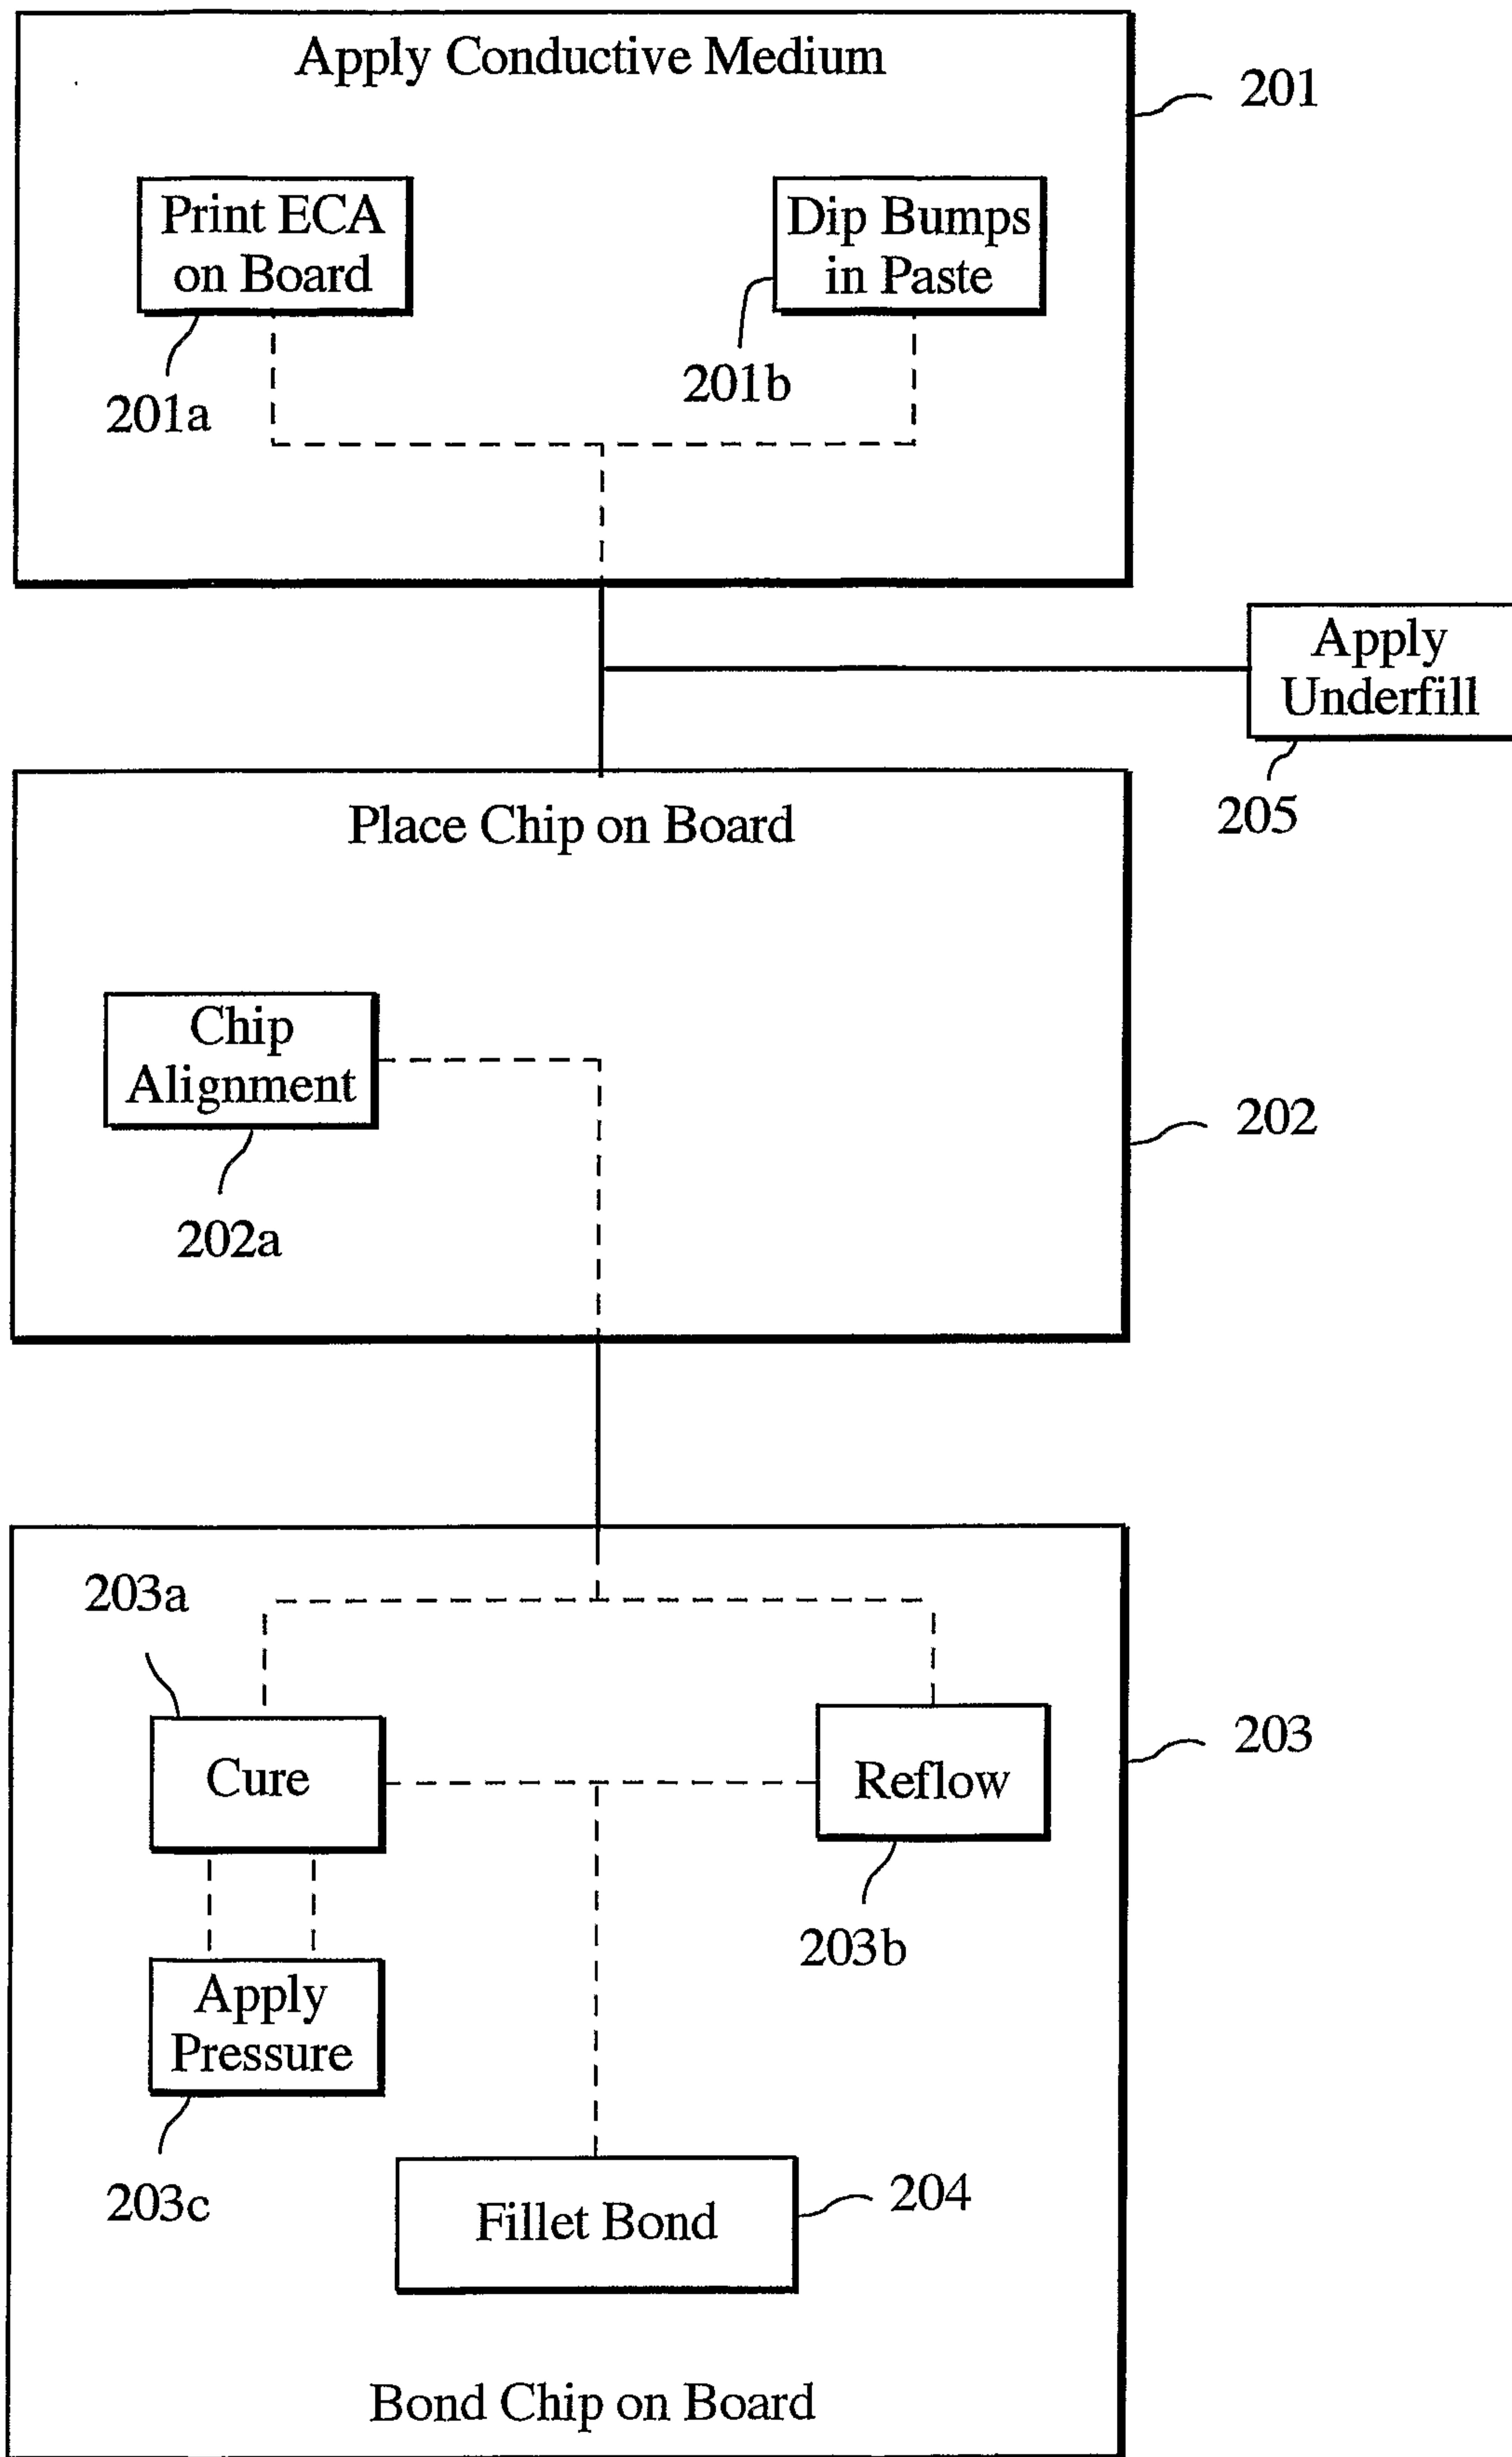 Apply Conductive Medium
201
Print ECA
on Board
201a
Dip Bumps
in Paste
201b
Apply
Underfill
205
Place Chip on Board
Chip
Alignment
202a
202
203a
Cure
Reflow
203
203b
Apply
Pressure
203c
Fillet Bond
204
Bond Chip on Board